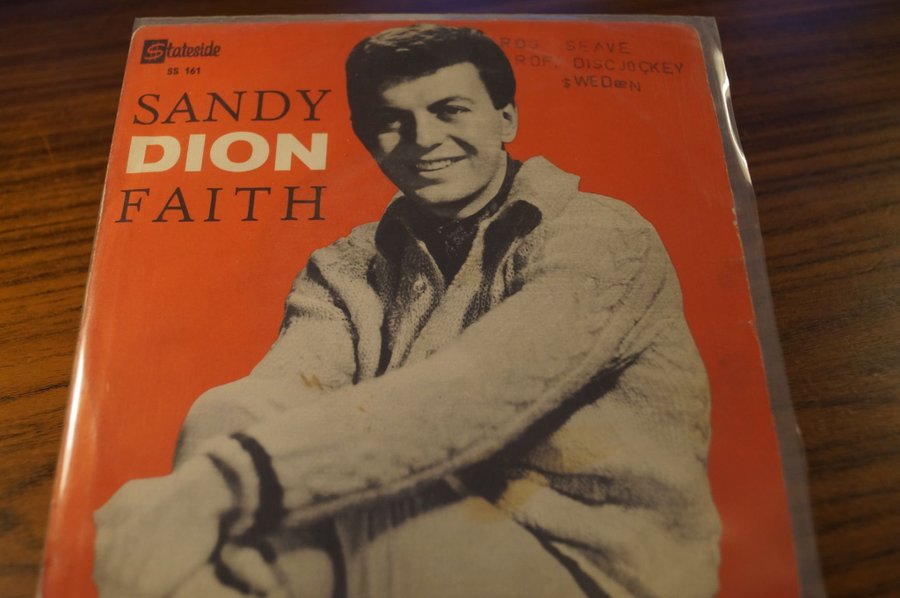 Stateside
SS 161
SANDY
DION
FAITH
SEAVE
DISCJOCKEY
SWEDEN